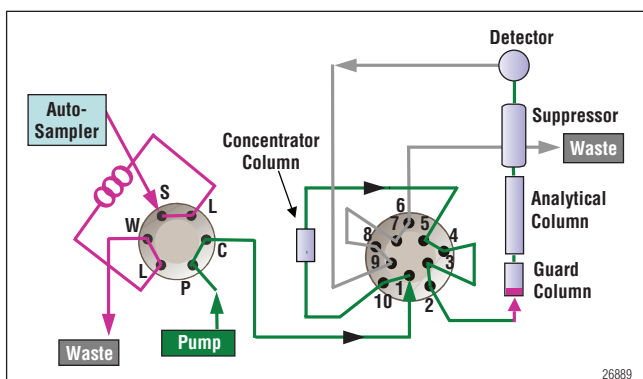 Detector
Auto-
Sampler
Suppressor
Concentrator
Column
Waste
S
L
W
C
L
P
6
7
5
8
4
9
3
1
10
2
Analytical
Column
Guard
Column
Pump
Waste
26889